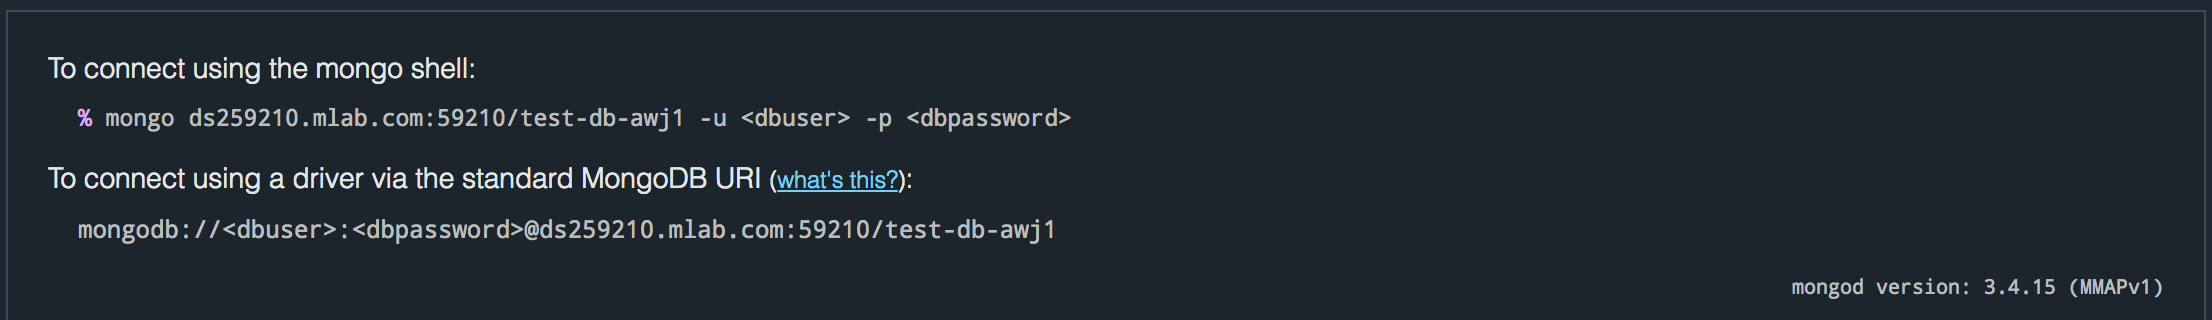 To connect using the mongo shell:
% mongo ds259210.mlab.com:59210/test-db-awj1 -u <dbuser> -p <dbpassword>
To connect using a driver via the standard MongoDB URI (what's this?):
mongodb://<dbuser>:<dbpassword>@ds259210.mlab.com:59210/test-db-awj1
mongod version: 3.4.15 (MMAPv1)